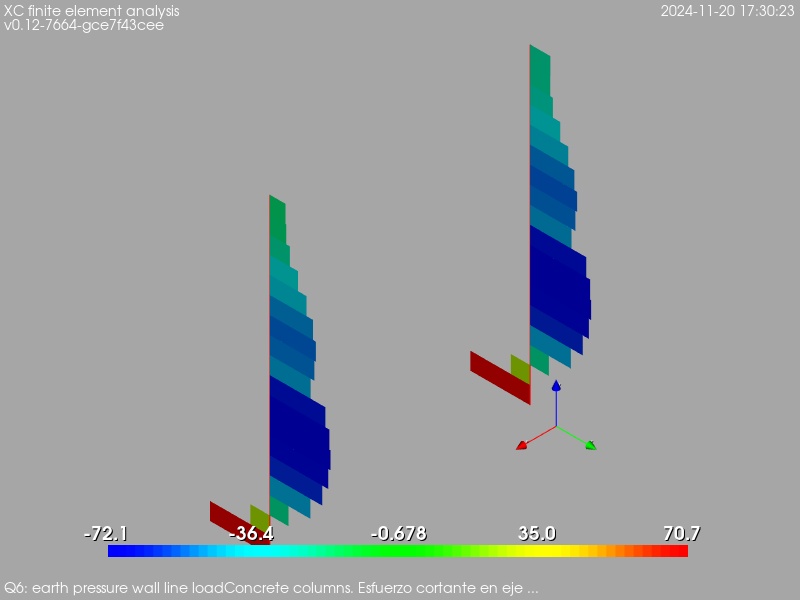 XC finite element analysis
v0.12-7664-gce7f43cee
2024-11-20 17:30:23
-72.1 -36.4 -0.678 35.0 70.7
Q6: earth pressure wall line loadConcrete columns. Esfuerzo cortante en eje ...